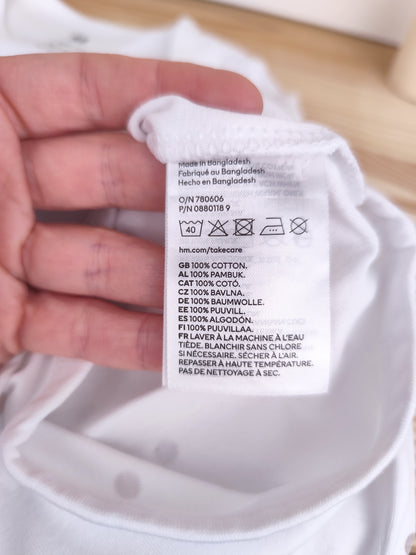 Made in Bangladesh
Fabriqué au Bangladesh
Hecho en Bangladesh
O/N 780606
P/N 0880118 9
40
hm.com/takecare
GB 100% COTTON.
AL 100% PAMBUK.
CAT 100% COTÓ.
CZ 100% BAVLNA.
DE 100% BAUMWOLLE.
EE 100% PUUVILL.
ES 100% ALGODÓN.
FI 100% PUUVILLAA.
FR LAVER À LA MACHINE À L'EAU
TIÈDE. BLANCHIR SANS CHLORE
SI NÉCESSAIRE. SÉCHER À L'AIR.
REPASSER À HAUTE TEMPÉRATURE.
PAS DE NETTOYAGE À SEC.